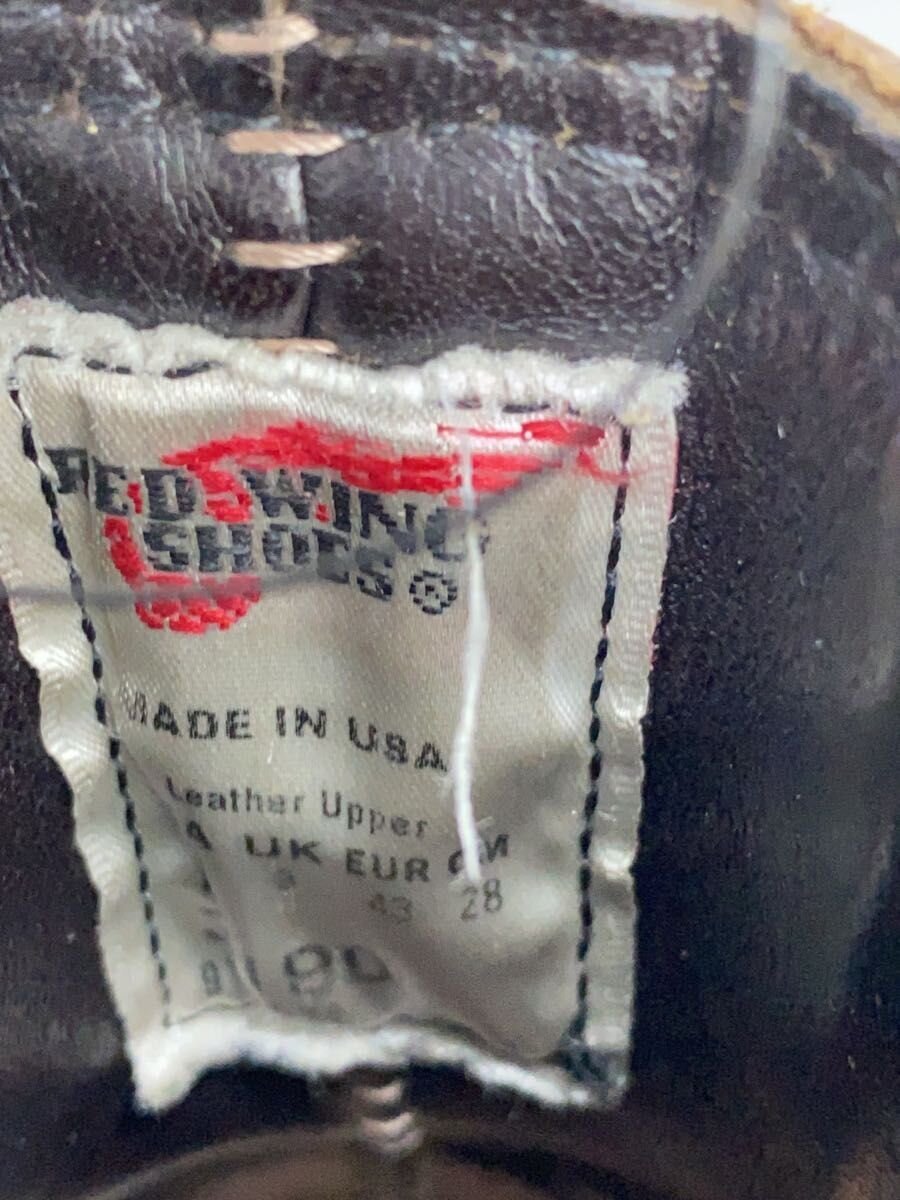 RED WING
SHOES®
MADE IN USA
Leather Upper
UK EUR CM
43 28